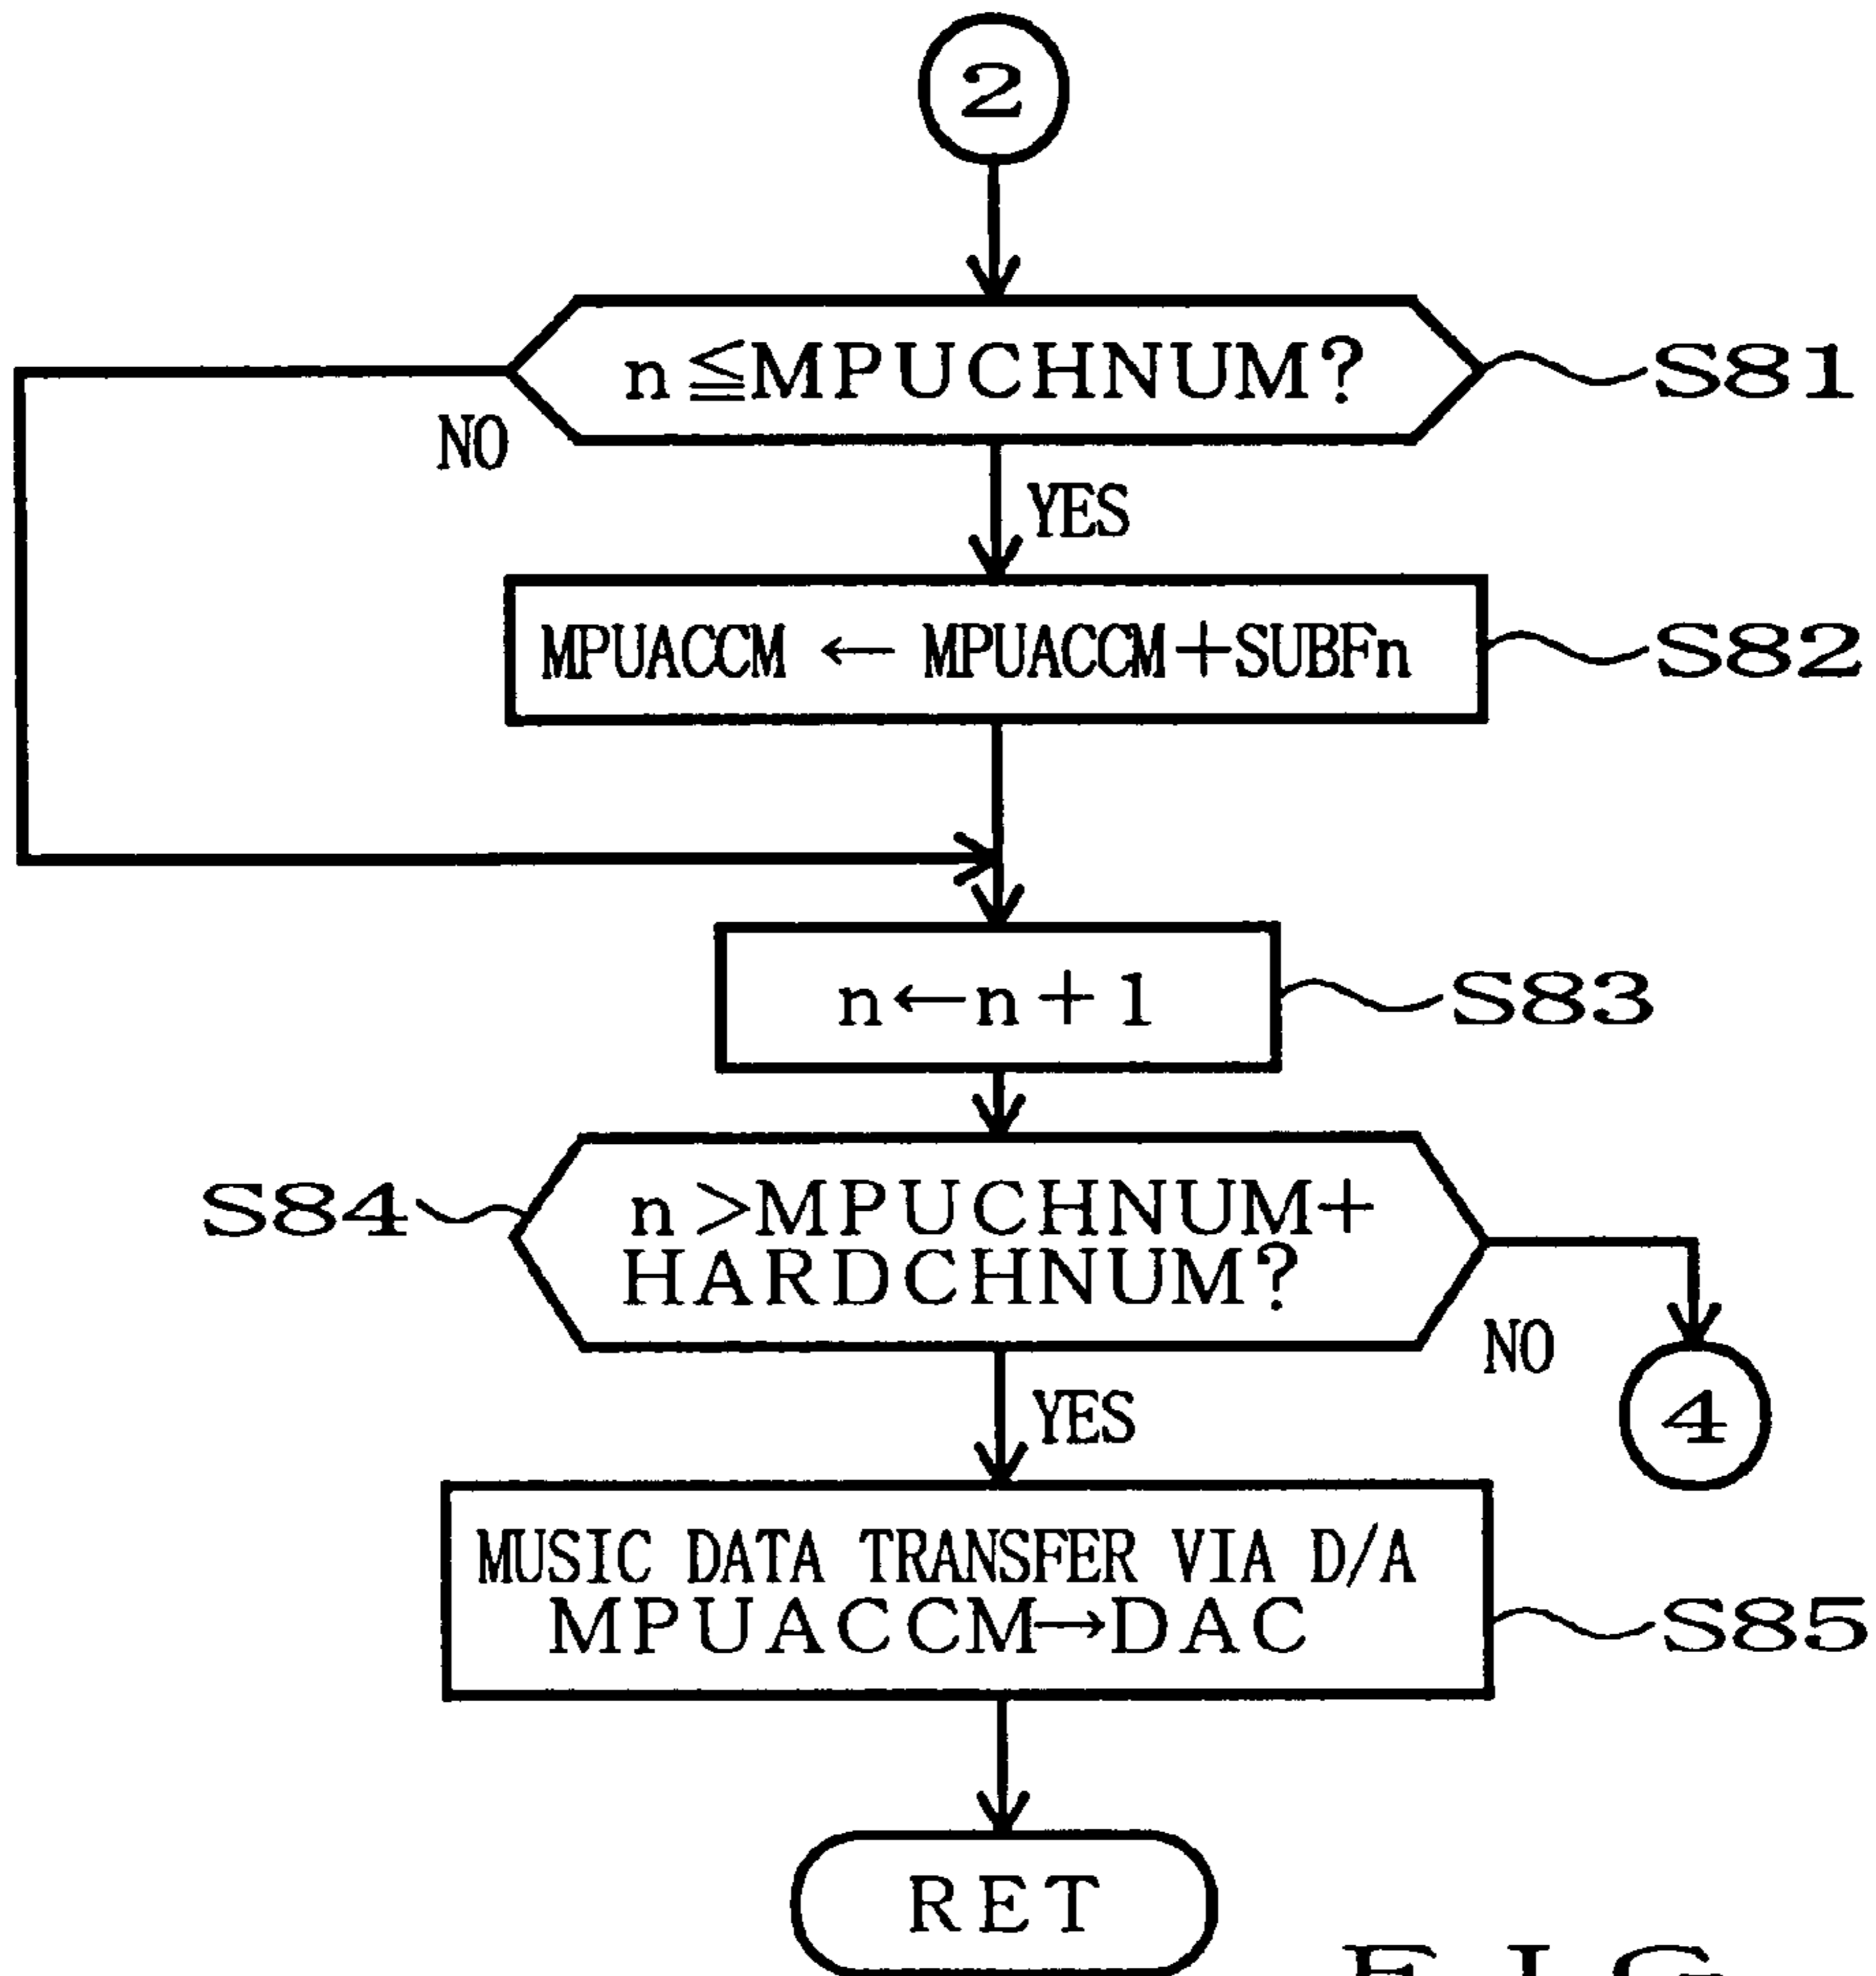 2
n≦MPUCHNUM?
S81
NO
YES
MPUACCM ← MPUACCM+SUBFn
S82
n←n+1
S83
S84
n>MPUCHNUM+
HARDCHNUM?
NO
YES
4
MUSIC DATA TRANSFER VIA D/A
MPUACCM→DAC
S85
RET
FIG